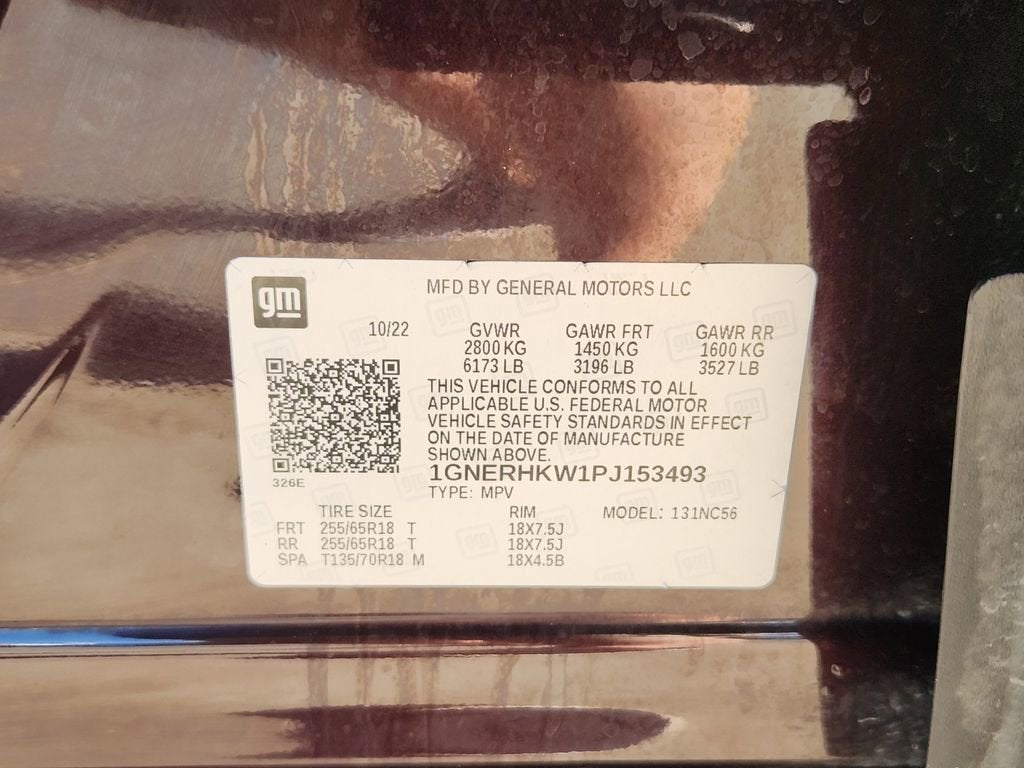 gm
MFD BY GENERAL MOTORS LLC
10/22 GVWR GAWR FRT GAWR RR
2800 KG 1450 KG 1600 KG
6173 LB 3196 LB 3527 LB
THIS VEHICLE CONFORMS TO ALL
APPLICABLE U.S. FEDERAL MOTOR
VEHICLE SAFETY STANDARDS IN EFFECT
ON THE DATE OF MANUFACTURE
SHOWN ABOVE.
1GNERHKW1PJ153493
326E
TYPE: MPV
TIRE SIZE RIM MODEL: 131NC56
FRT 255/65R18 T 18X7.5J
RR 255/65R18 T 18X7.5J
SPA T135/70R18 M 18X4.5B